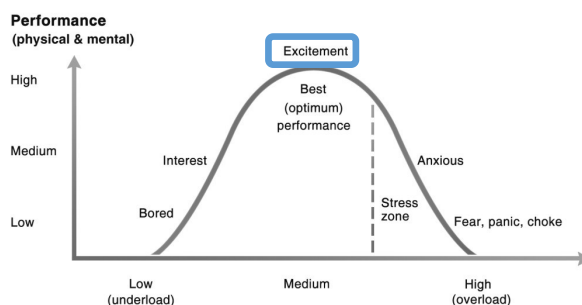 Performance
(physical & mental)
Excitement
High
Best
(optimum)
performance
Medium
Interest
Anxious
Bored
Stress
zone
Low
Fear, panic, choke
Low
(underload)
Medium
High
(overload)